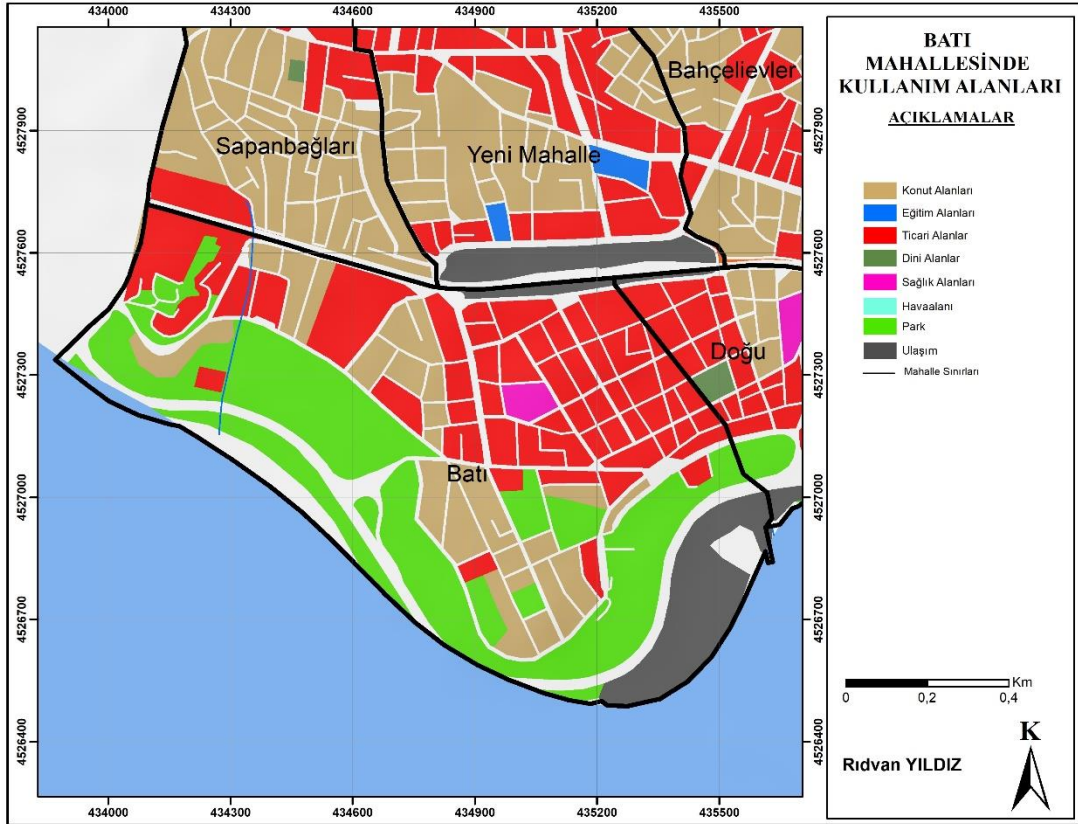 434000 434300 434600 434900 435200 435500
4527900
4527600
4527300
4527000
4526700
4526400
Bahçelievler
Sapanbağları
Yeni Mahalle
Doğu
Batı
4527900
4527600
4527300
4527000
4526700
4526400
434000 434300 434600 434900 435200 435500
BATI
MAHALLESİNDE
KULLANIM ALANLARI
AÇIKLAMALAR
Konut Alanları
Eğitim Alanları
Ticari Alanlar
Dini Alanlar
Sağlık Alanları
Havaalanı
Park
Ulaşım
Mahalle Sınırları
Km
0 0,2 0,4
K
Rıdvan YILDIZ